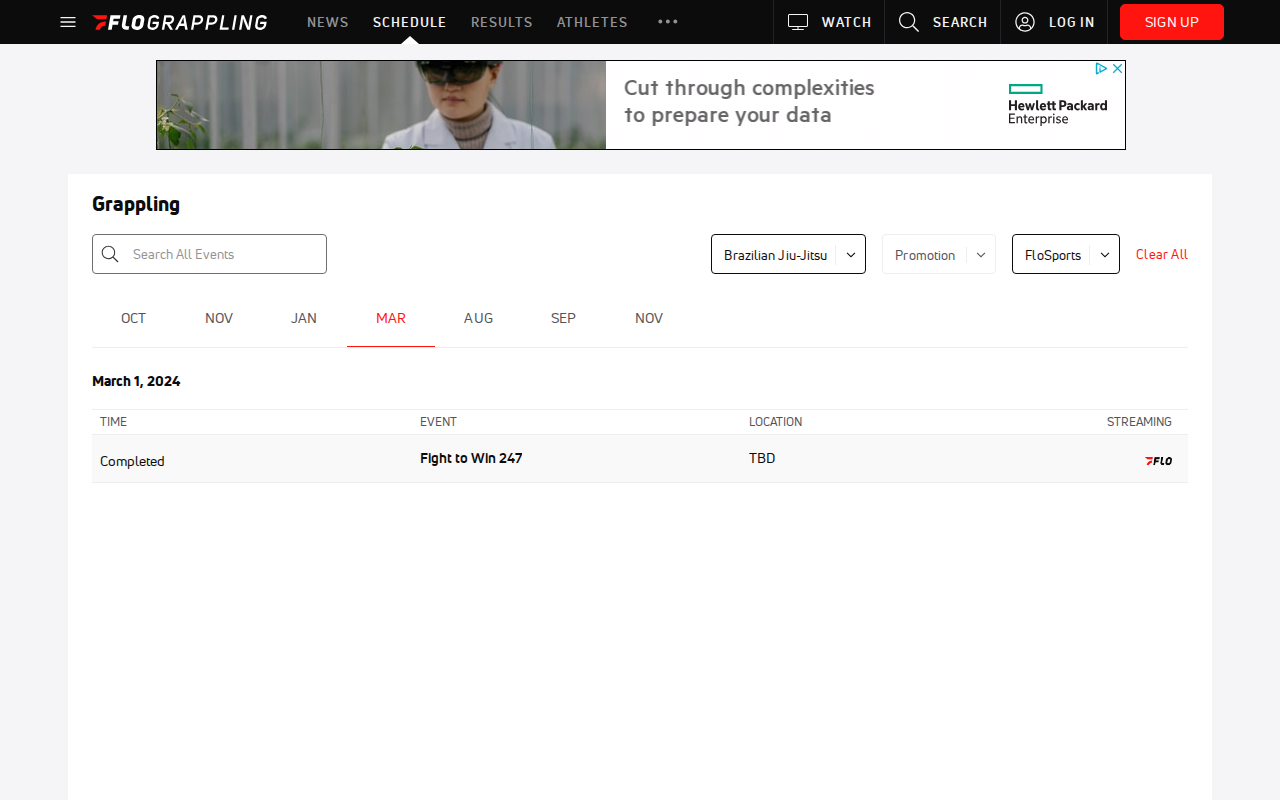 FLOGRAPPLING NEWS SCHEDULE RESULTS ATHLETES WATCH SEARCH LOG IN SIGN UP
Cut through complexities
to prepare your data
Hewlett Packard
Enterprise
Grappling
Search All Events Brazilian Jiu-Jitsu Promotion FloSports Clear All
OCT NOV JAN MAR AUG SEP NOV
March 1, 2024
TIME EVENT LOCATION STREAMING
Completed Fight to Win 247 TBD FLO